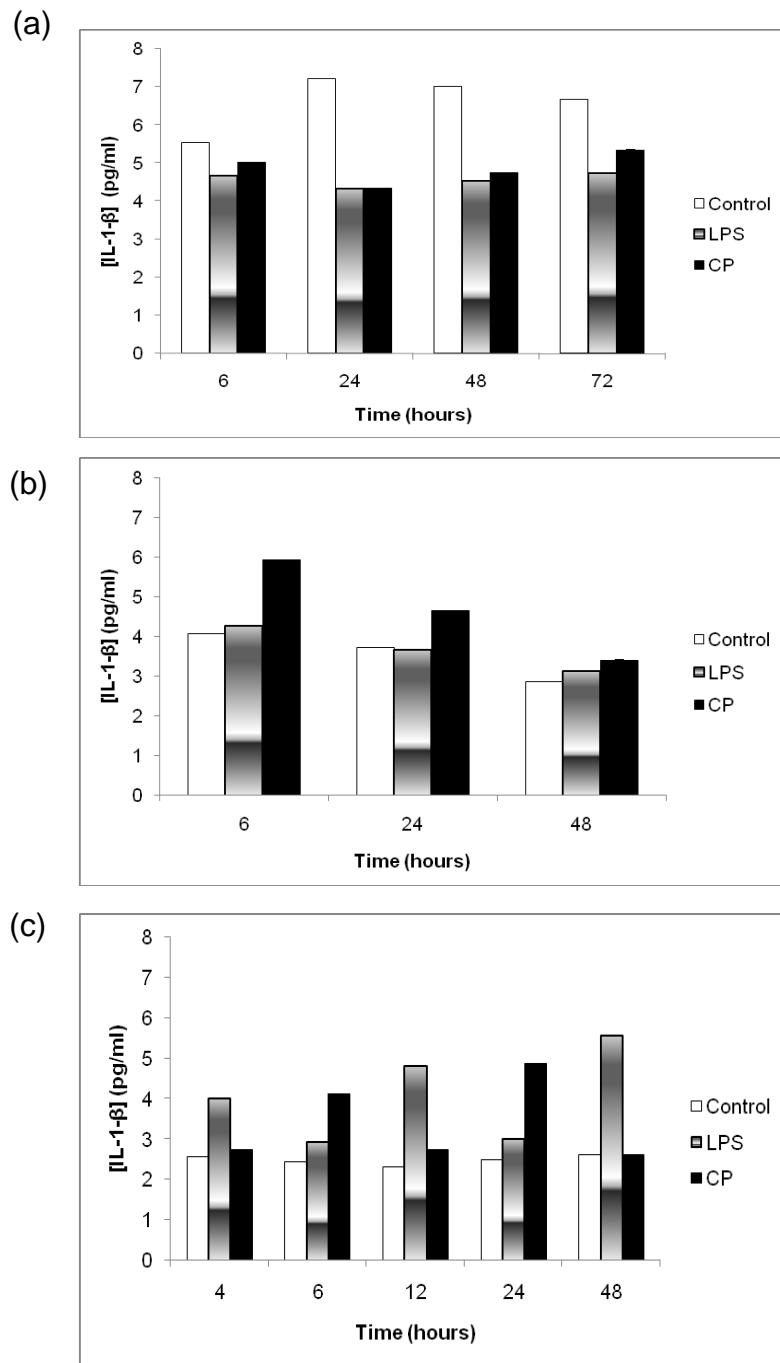 (a)
[IL-1-β] (pg/ml)
8
7
6
5
4
3
2
1
0
6 24 48 72
Time (hours)
Control
LPS
CP
(b)
[IL-1-β] (pg/ml)
8
7
6
5
4
3
2
1
0
6 24 48
Time (hours)
Control
LPS
CP
(c)
[IL-1-β] (pg/ml)
8
7
6
5
4
3
2
1
0
4 6 12 24 48
Time (hours)
Control
LPS
CP